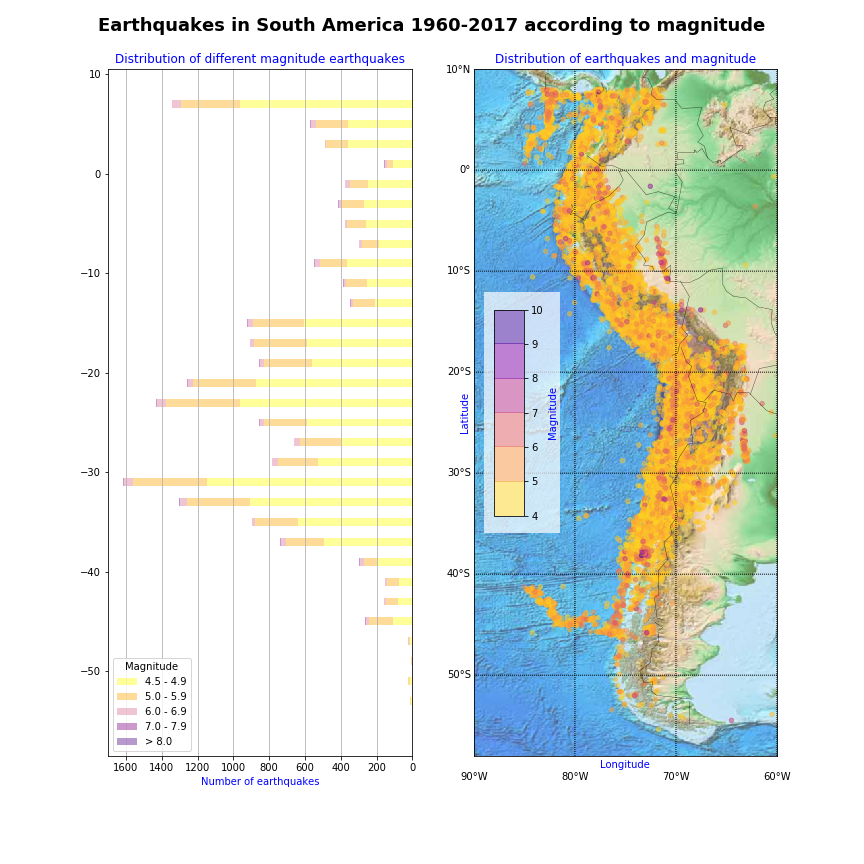 Earthquakes in South America 1960-2017 according to magnitude
Distribution of different magnitude earthquakes
10
0
−10
−20
−30
−40
−50
Magnitude
4.5 - 4.9
5.0 - 5.9
6.0 - 6.9
7.0 - 7.9
> 8.0
1600 1400 1200 1000 800 600 400 200 0
Number of earthquakes
Distribution of earthquakes and magnitude
10°N
0°
10°S
20°S
30°S
40°S
50°S
Latitude
10
9
8
7
6
5
4
Magnitude
Longitude
90°W 80°W 70°W 60°W